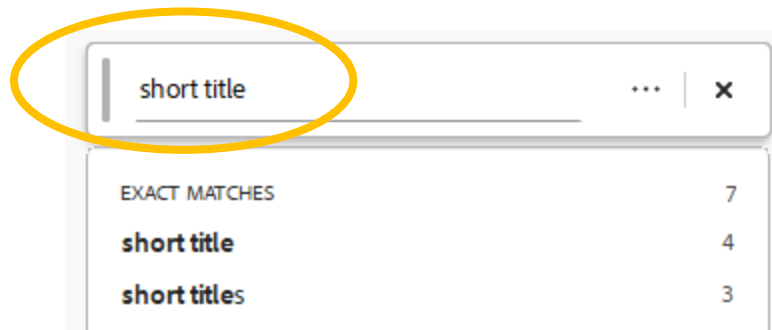 short title
EXACT MATCHES 7
short title 4
short titles 3